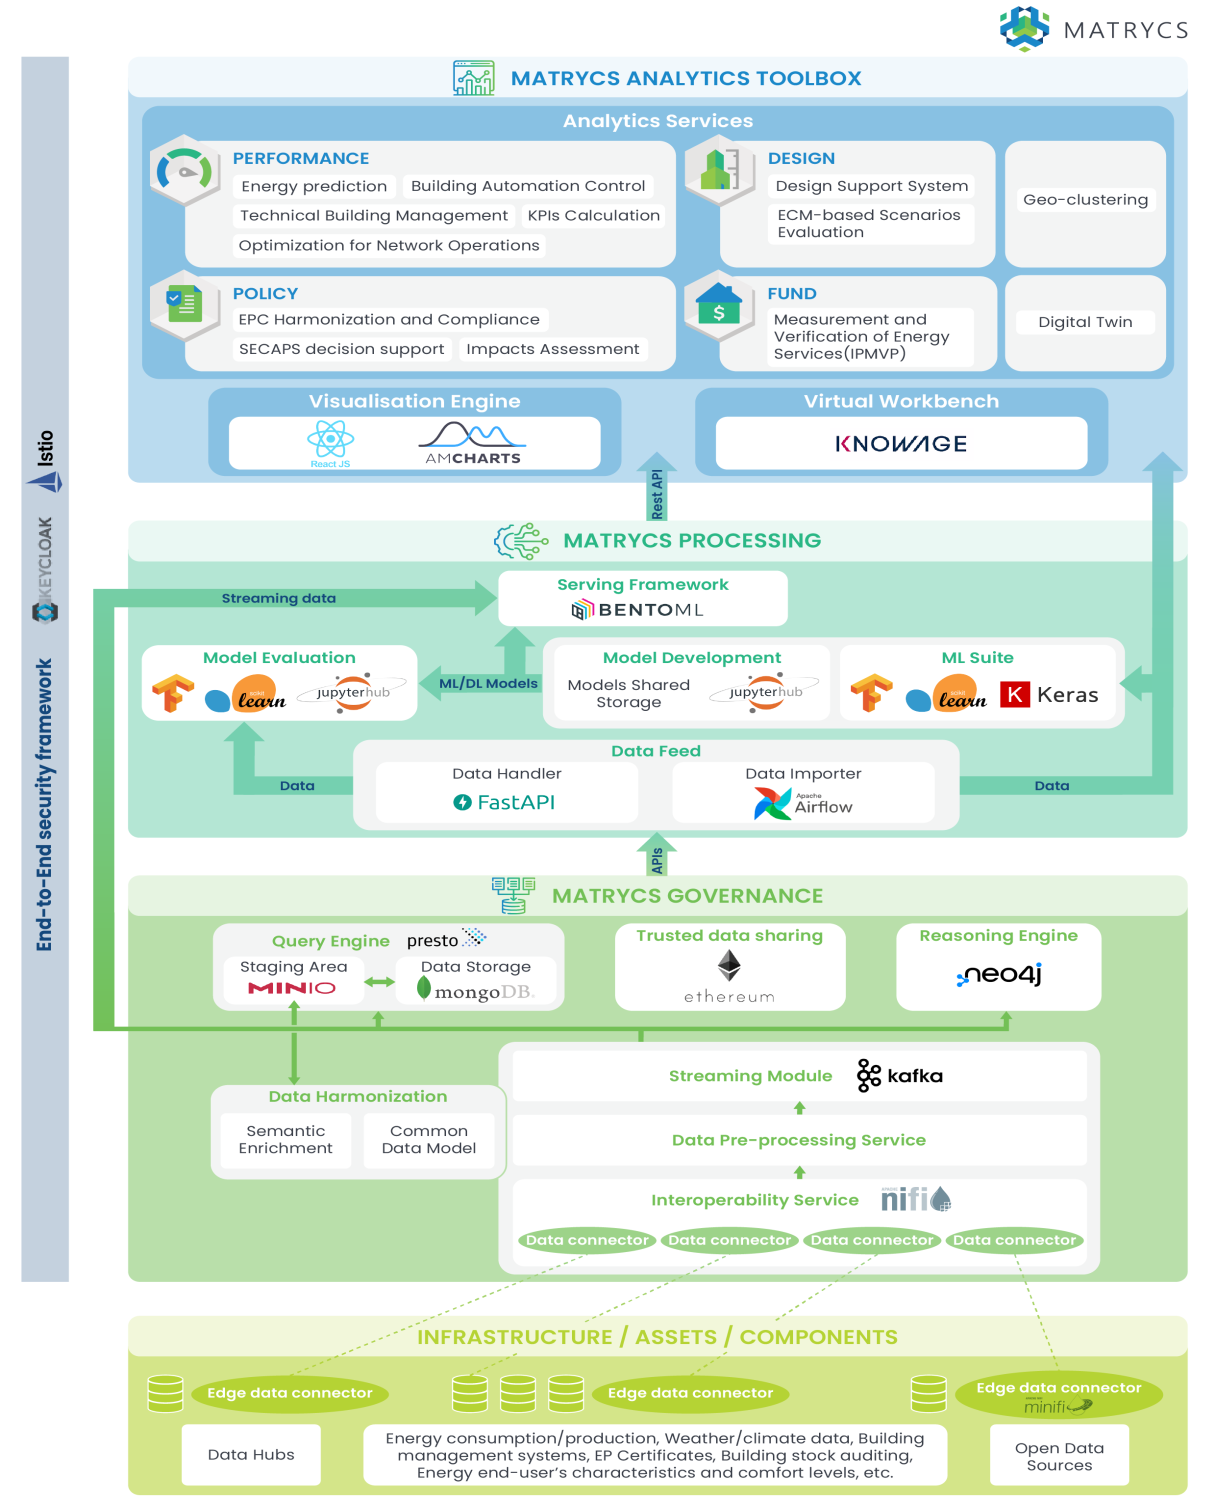 MATRYCS
MATRYCS ANALYTICS TOOLBOX
Analytics Services
PERFORMANCE
Energy prediction
Building Automation Control
Technical Building Management
KPIs Calculation
Optimization for Network Operations
DESIGN
Design Support System
ECM-based Scenarios
Evaluation
Geo-clustering
POLICY
EPC Harmonization and Compliance
SECAPS decision support
Impacts Assessment
FUND
$
Measurement and
Verification of Energy
Services(IPMVP)
Digital Twin
Visualisation Engine
React JS
AMCHARTS
Virtual Workbench
KNOWAGE
Rest API
Istio
KEYCLOAK
End-to-End security framework
MATRYCS PROCESSING
Streaming data
Serving Framework
BENTOML
Model Evaluation
scikit
learn
jupyterhub
ML/DL Models
Model Development
Models Shared
Storage
jupyterhub
ML Suite
scikit
learn
K Keras
Data Feed
Data Handler
FastAPI
Data Importer
Apache
Airflow
Data
Data
APIs
MATRYCS GOVERNANCE
Query Engine
presto
Staging Area
MINIO
Data Storage
mongoDB.
Trusted data sharing
ethereum
Reasoning Engine
neo4j
Streaming Module
kafka
Data Harmonization
Semantic
Enrichment
Common
Data Model
Data Pre-processing Service
Interoperability Service
nifi
Data connector
Data connector
Data connector
Data connector
INFRASTRUCTURE / ASSETS / COMPONENTS
Edge data connector
Edge data connector
Edge data connector
minifi
Data Hubs
Energy consumption/production, Weather/climate data, Building
management systems, EP Certificates, Building stock auditing,
Energy end-user's characteristics and comfort levels, etc.
Open Data
Sources